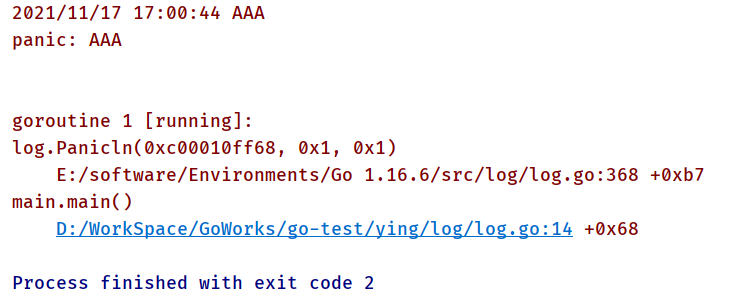 2021/11/17 17:00:44 AAA
panic: AAA
goroutine 1 [running]:
log.Panicln(0xc00010ff68, 0x1, 0x1)
E:/software/Environments/Go 1.16.6/src/log/log.go:368 +0xb7
main.main()
D:/WorkSpace/GoWorks/go-test/ying/log/log.go:14 +0x68
Process finished with exit code 2